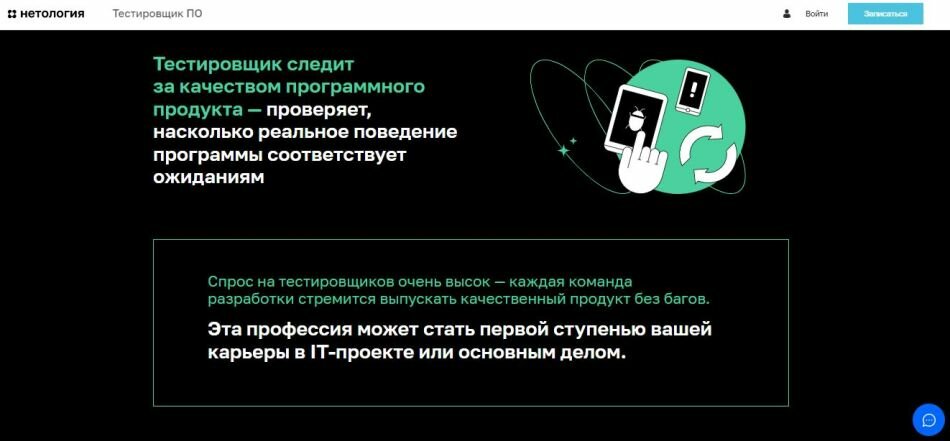 нетология
Тестировщик ПО
Войти
Записаться
Тестировщик следит
за качеством программного
продукта — проверяет,
насколько реальное поведение
программы соответствует
ожиданиям
Спрос на тестировщиков очень высок — каждая команда
разработки стремится выпускать качественный продукт без багов.
Эта профессия может стать первой ступенью вашей
карьеры в IT-проекте или основным делом.